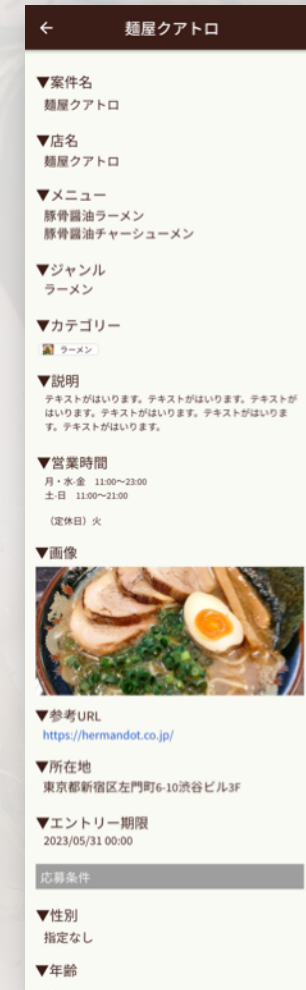 麺屋クアトロ
▼案件名
麺屋クアトロ
▼店名
麺屋クアトロ
▼メニュー
豚骨醤油ラーメン
豚骨醤油チャーシューメン
▼ジャンル
ラーメン
▼カテゴリー
ラーメン
▼説明
テキストがはいります。テキストがはいります。テキストが
はいります。テキストがはいります。テキストがはいりま
す。テキストがはいります。
▼営業時間
月・水-金 11:00〜23:00
土-日 11:00〜21:00
（定休日）火
▼画像
▼参考URL
https://hermandot.co.jp/
▼所在地
東京都新宿区左門町6-10渋谷ビル3F
▼エントリー期限
2023/05/31 00:00
応募条件
▼性別
指定なし
▼年齢